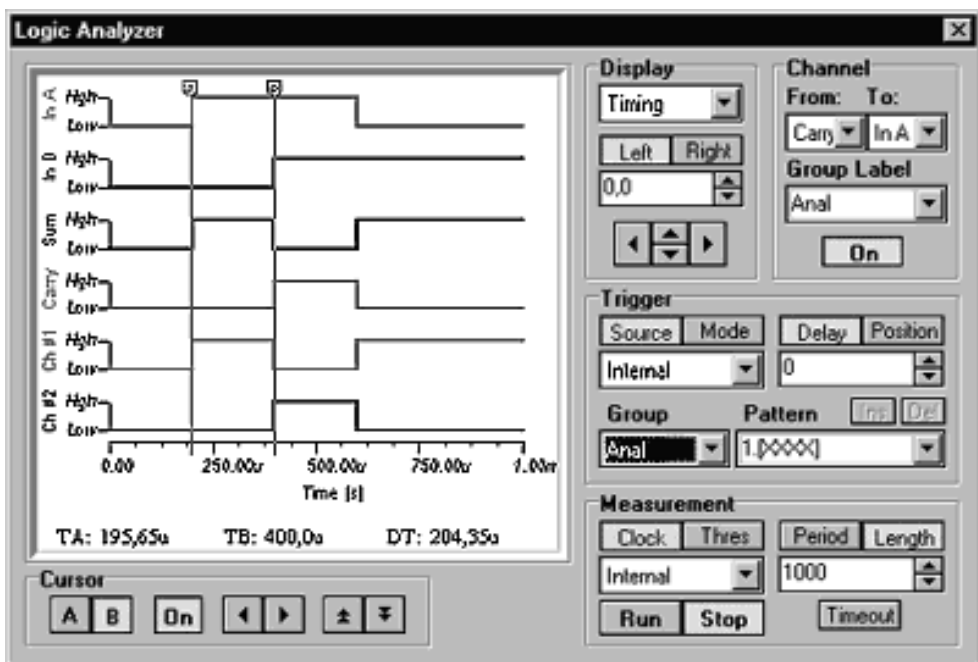 Logic Analyzer
High
Low
In A
High
Low
High
Low
Sum
High
Low
Carry
High
Low
Ch #1
High
Low
Ch #2
0.00 250.00u 500.00u 750.00u 1.00m
Time [s]
TA: 195,65u TB: 400,0u DT: 204,35u
Cursor
A B On
Display
Timing
Left Right
0,0
Channel
From: To:
Carry In A
Group Label
Anal
On
Trigger
Source Mode Delay Position
Internal 0
Group Pattern Ins Del
Anal 1.[XXXX]
Measurement
Clock Thres Period Length
Internal 1000
Run Stop Timeout